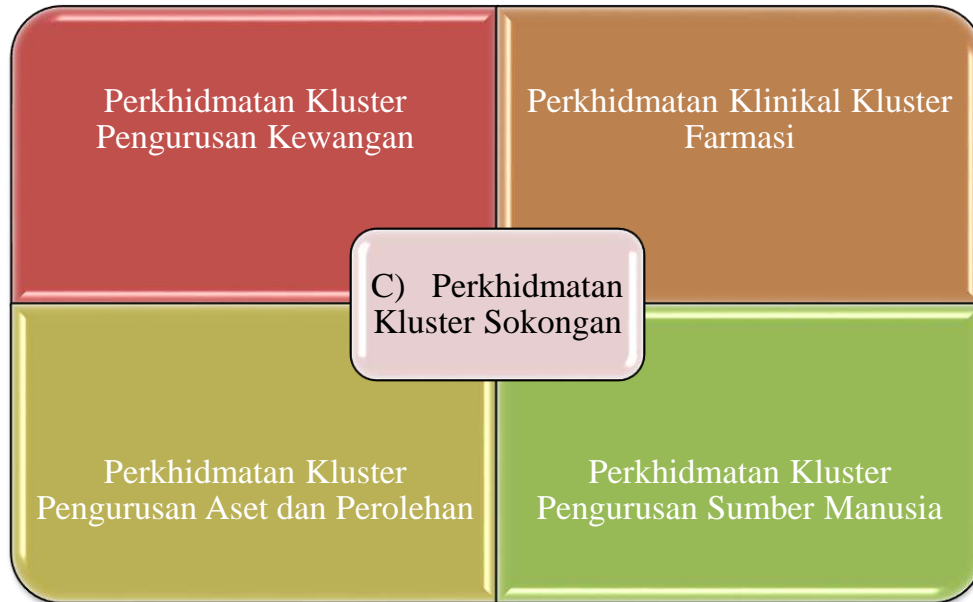 Perkhidmatan Kluster
Pengurusan Kewangan
Perkhidmatan Klinikal Kluster
Farmasi
C) Perkhidmatan
Kluster Sokongan
Perkhidmatan Kluster
Pengurusan Aset dan Perolehan
Perkhidmatan Kluster
Pengurusan Sumber Manusia